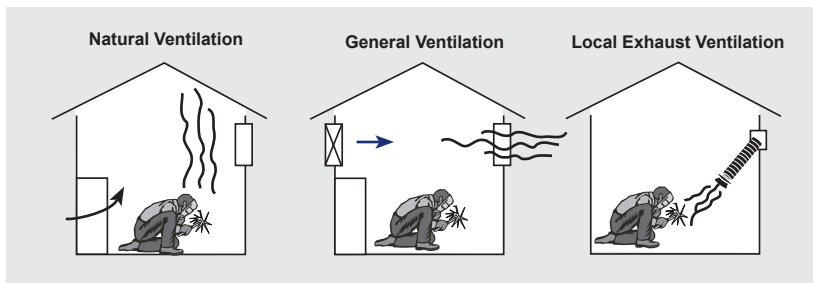 Natural Ventilation
General Ventilation
Local Exhaust Ventilation